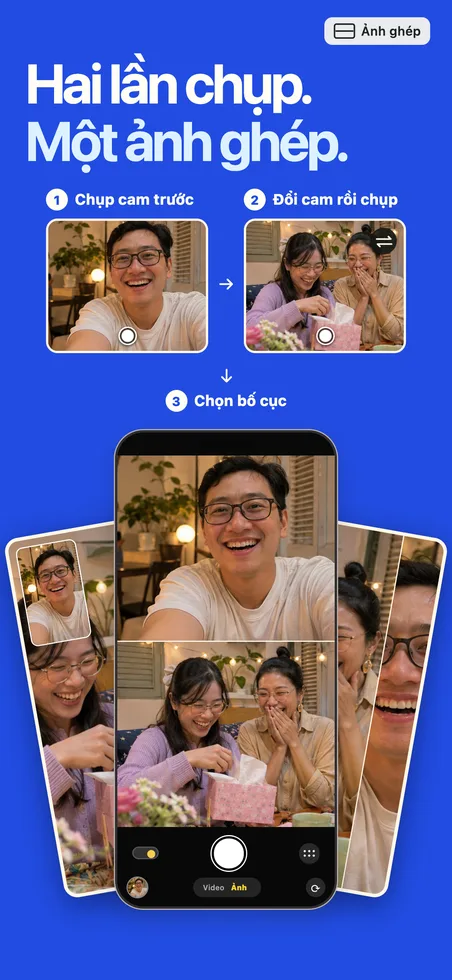 Ảnh ghép
Hai lần chụp.
Một ảnh ghép.
1 Chụp cam trước
2 Đổi cam rồi chụp
3 Chọn bố cục
Video Ảnh